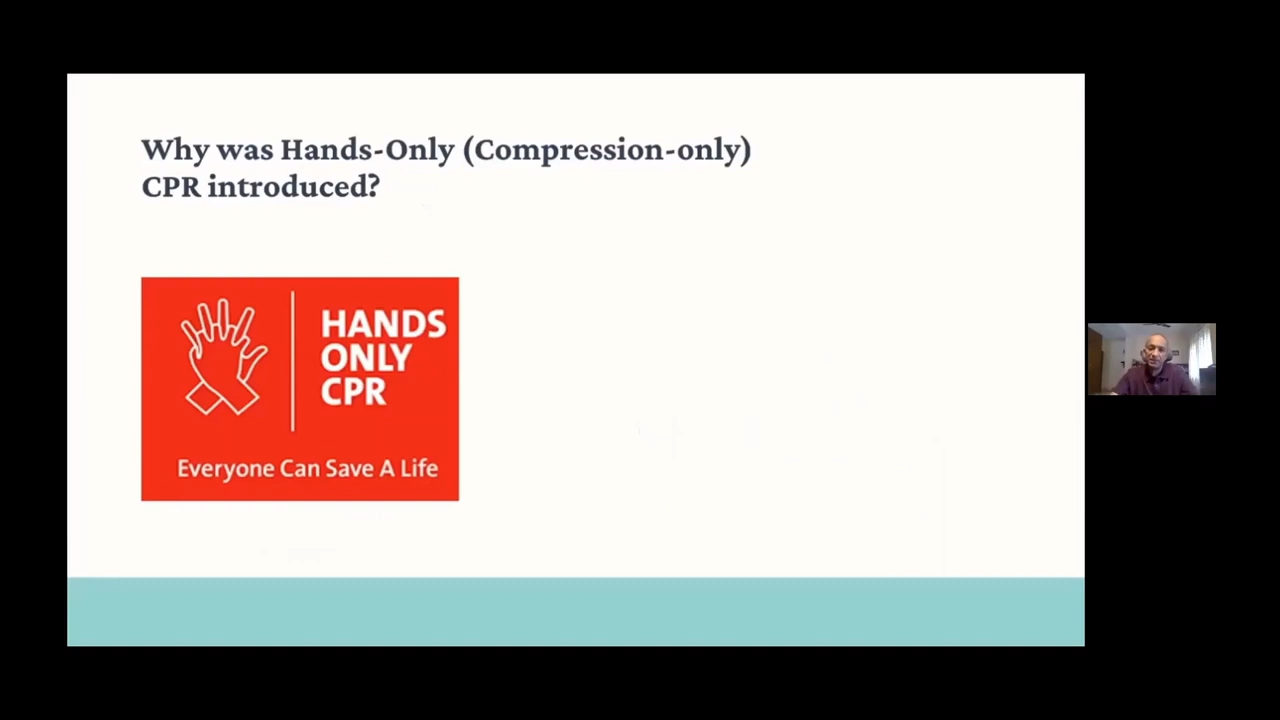 Why was Hands-Only (Compression-only)
CPR introduced?
HANDS
ONLY
CPR
Everyone Can Save A Life